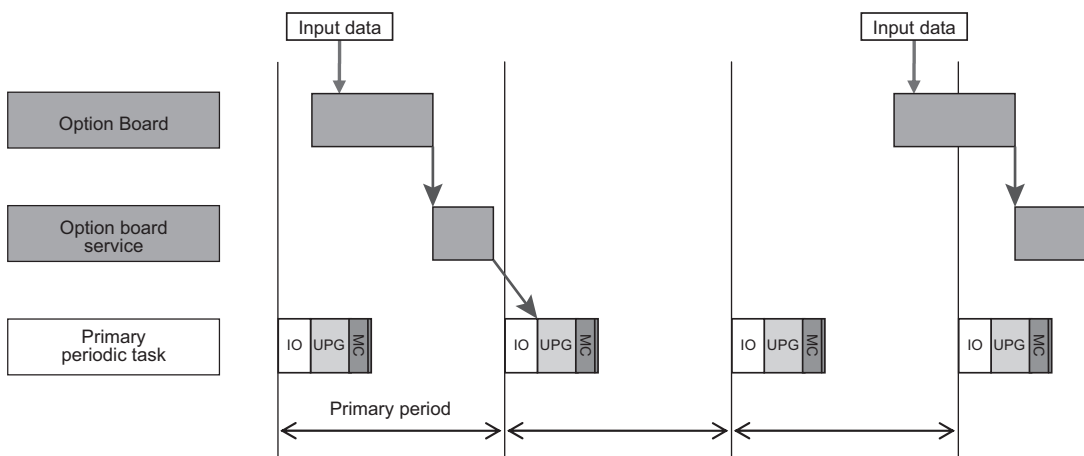 Input data
Input data
Option Board
Option board
service
Primary
periodic task
IO UPG MC
IO UPG MC
IO UPG MC
IO UPG MC
Primary period